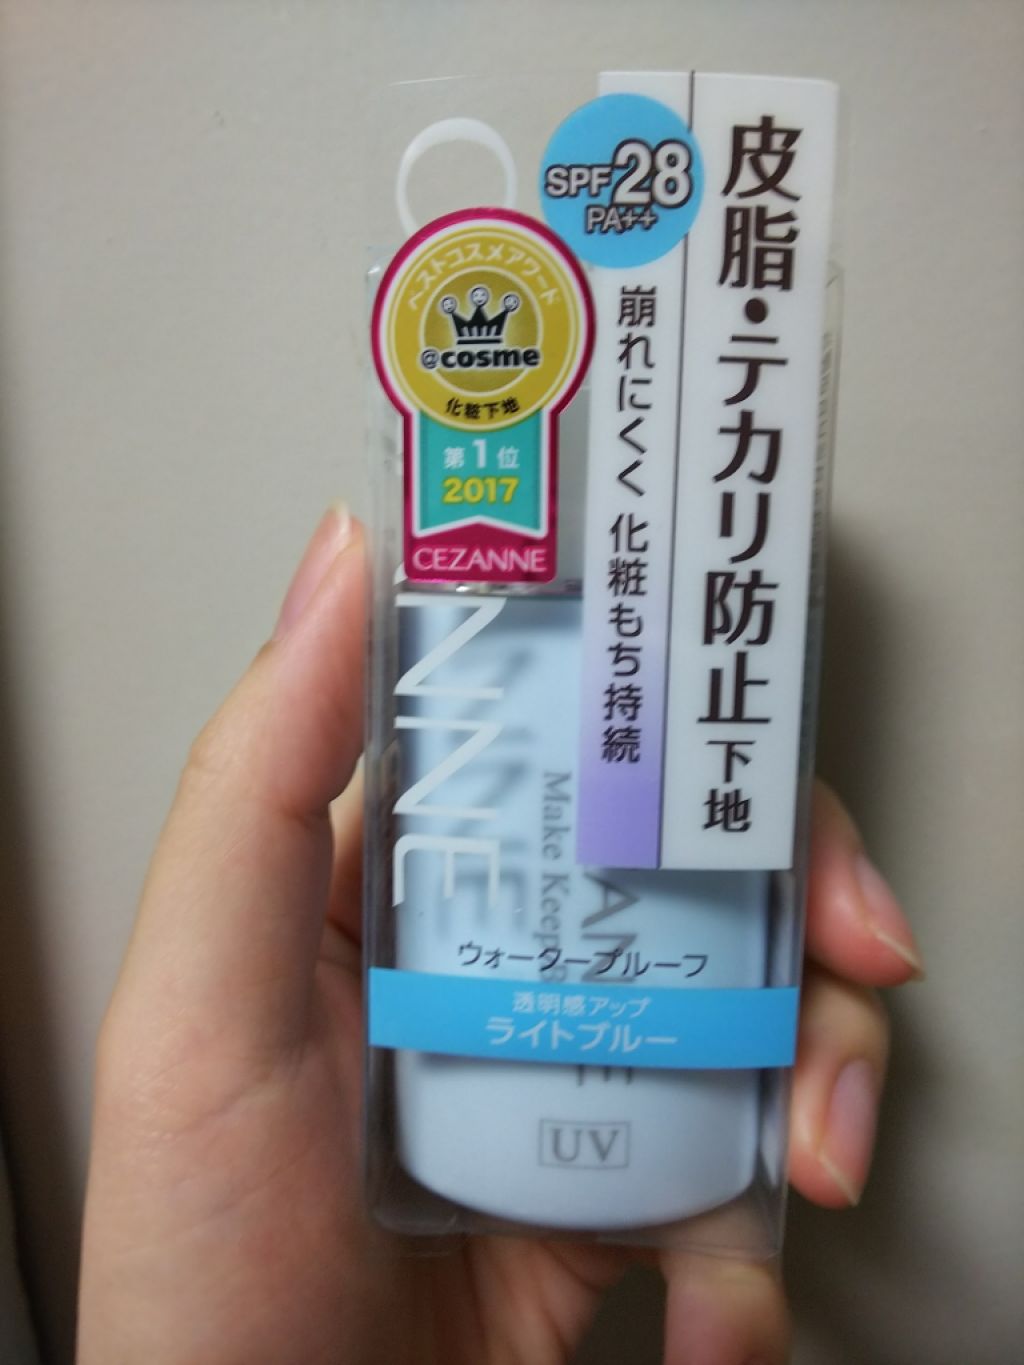 皮脂・テカリ防止下地
崩れにくく 化粧もち持続
SPF28
PA++
ベストコスメアワード
@cosme
化粧下地
第1位
2017
CEZANNE
NNE
Make Keep
ウォータープルーフ
透明感アップ
ライトブルー
UV